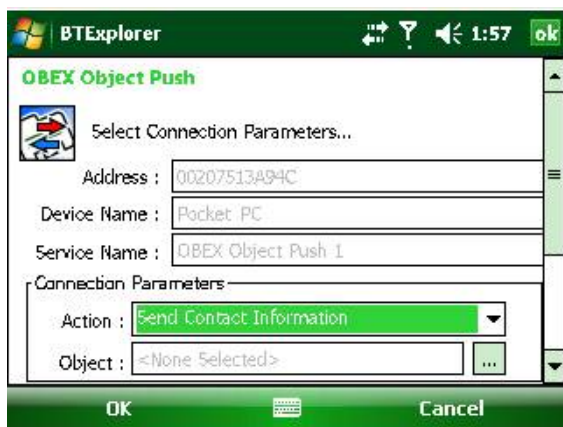 BTExplorer 1:57 ok
OBEX Object Push
Select Connection Parameters...
Address : 00207513A94C
Device Name : Pocket PC
Service Name : OBEX Object Push 1
Connection Parameters
Action : Send Contact Information
Object : <None Selected> ...
OK Cancel